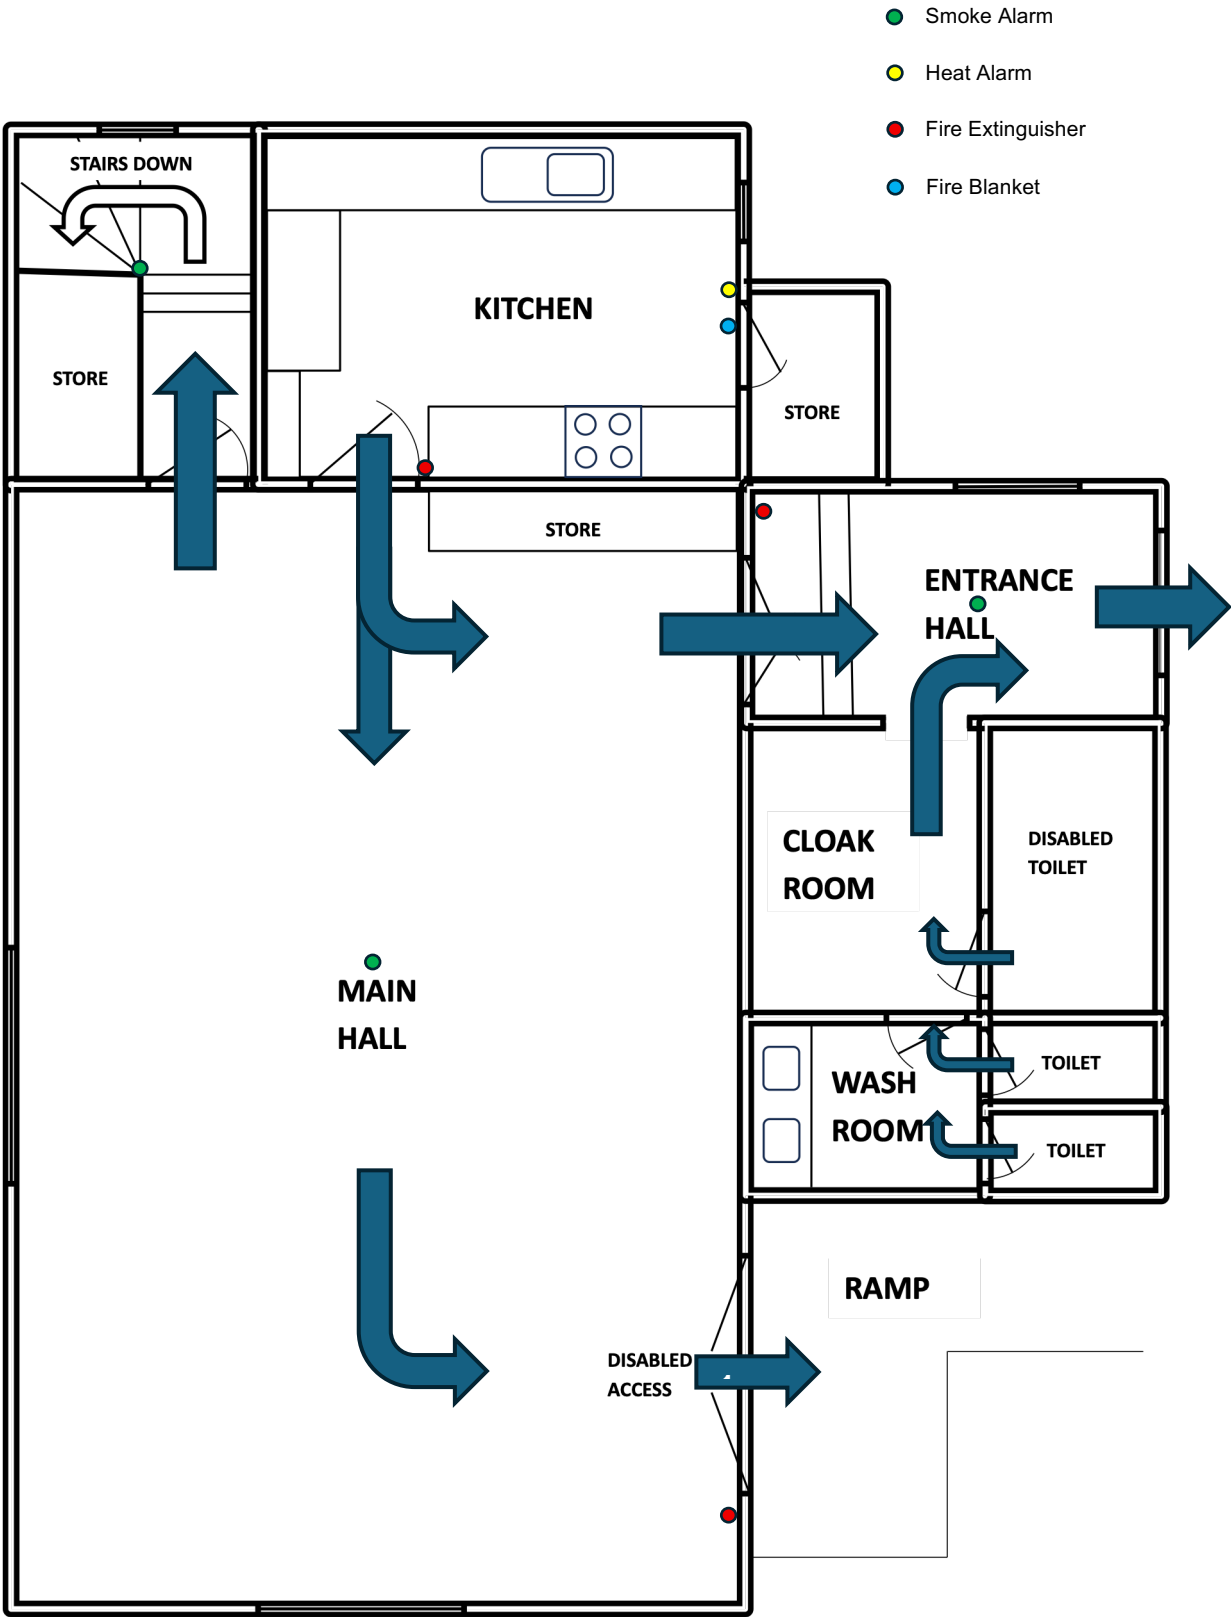 Smoke Alarm
Heat Alarm
Fire Extinguisher
Fire Blanket
STAIRS DOWN
KITCHEN
STORE
STORE
STORE
ENTRANCE
HALL
CLOAK
ROOM
DISABLED
TOILET
MAIN
HALL
WASH
ROOM
TOILET
TOILET
RAMP
DISABLED
ACCESS